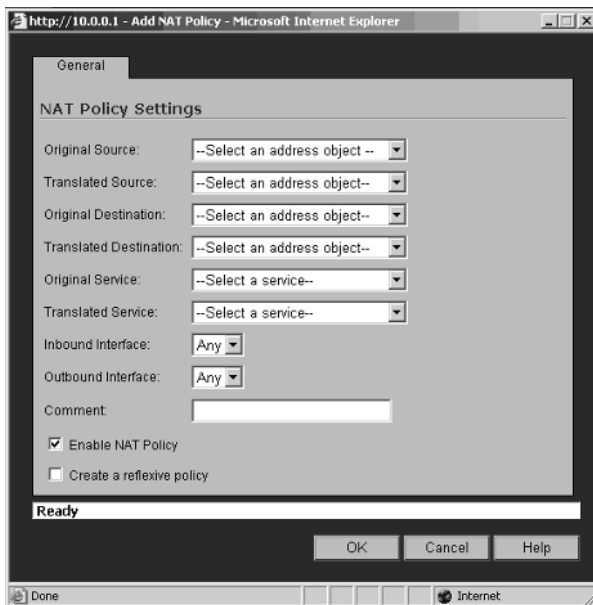 http://10.0.0.1 - Add NAT Policy - Microsoft Internet Explorer
General
NAT Policy Settings
Original Source: --Select an address object --
Translated Source: --Select an address object--
Original Destination: --Select an address object--
Translated Destination: --Select an address object--
Original Service: --Select a service--
Translated Service: --Select a service--
Inbound Interface: Any
Outbound Interface: Any
Comment:
Enable NAT Policy
Create a reflexive policy
Ready
OK Cancel Help
Done Internet